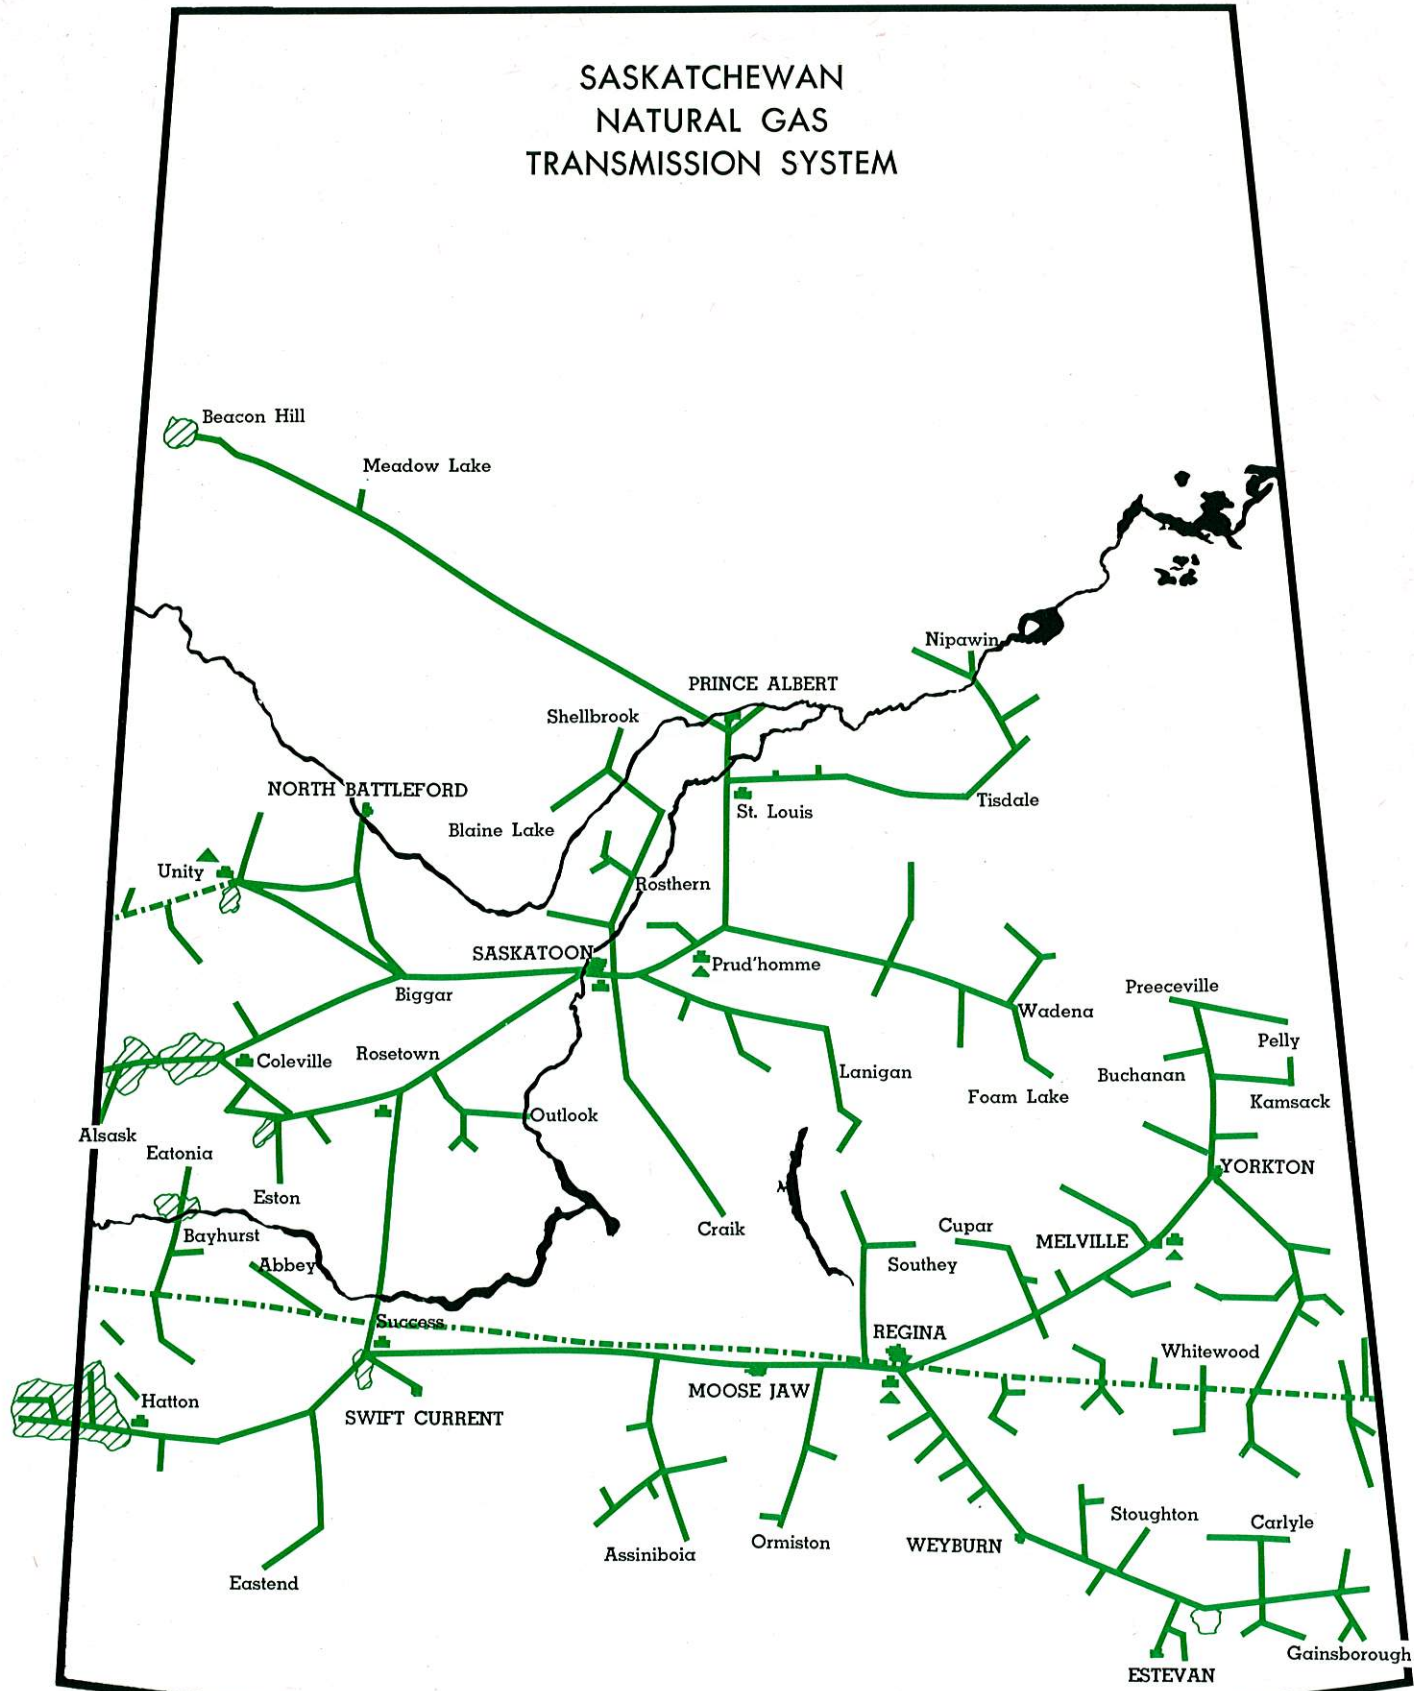 SASKATCHEWAN
NATURAL GAS
TRANSMISSION SYSTEM
Beacon Hill
Meadow Lake
Nipawin
PRINCE ALBERT
Shellbrook
NORTH BATTLEFORD
Tisdale
St. Louis
Blaine Lake
Unity
Rosthern
SASKATOON
Prud'homme
Biggar
Preeceville
Wadena
Pelly
Rosetown
Coleville
Lanigan
Buchanan
Foam Lake
Kamsack
Outlook
Alsask
Eatonia
YORKTON
Eston
Craik
Cupar
Bayhurst
MELVILLE
Abbey
Southey
Success
REGINA
Whitewood
MOOSE JAW
Hatton
SWIFT CURRENT
Stoughton
Carlyle
Ormiston
WEYBURN
Assiniboia
Eastend
Gainsborough
ESTEVAN